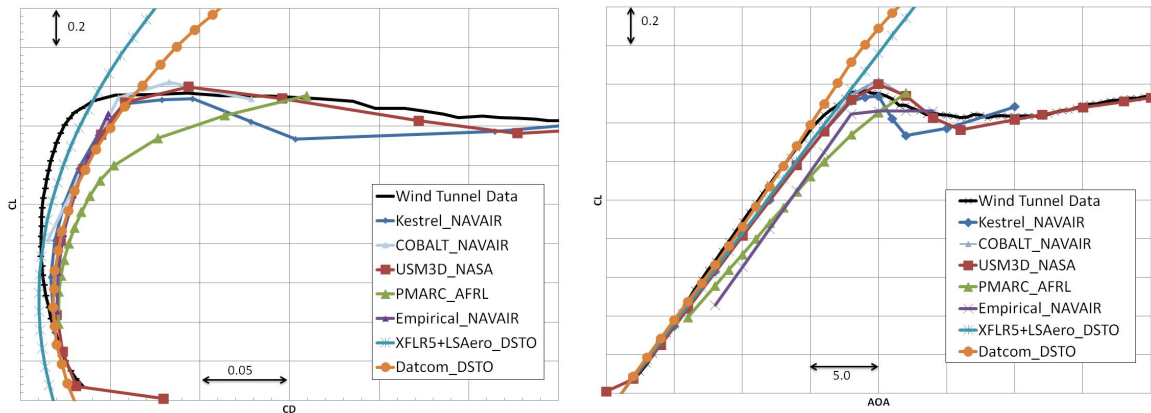 0.2
CL
Wind Tunnel Data
Kestrel_NAVAIR
COBALT_NAVAIR
USM3D_NASA
PMARC_AFRL
Empirical_NAVAIR
XFLR5+LSAero_DSTO
Datcom_DSTO
0.05
CD
0.2
CL
Wind Tunnel Data
Kestrel_NAVAIR
COBALT_NAVAIR
USM3D_NASA
PMARC_AFRL
Empirical_NAVAIR
XFLR5+LSAero_DSTO
Datcom_DSTO
5.0
AOA